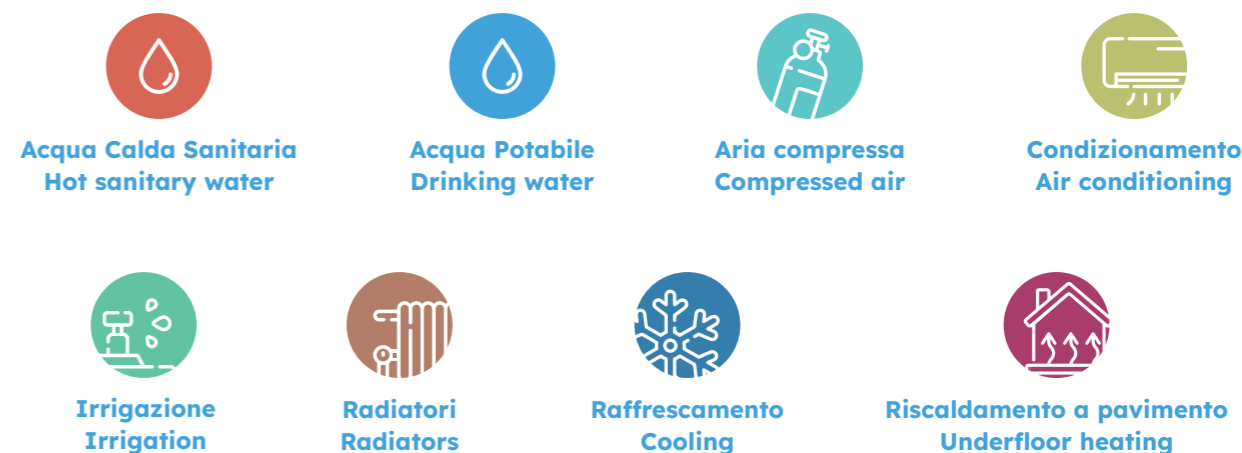 Acqua Calda Sanitaria
Hot sanitary water
Acqua Potabile
Drinking water
Aria compressa
Compressed air
Condizionamento
Air conditioning
Irrigazione
Irrigation
Radiatori
Radiators
Raffrescamento
Cooling
Riscaldamento a pavimento
Underfloor heating